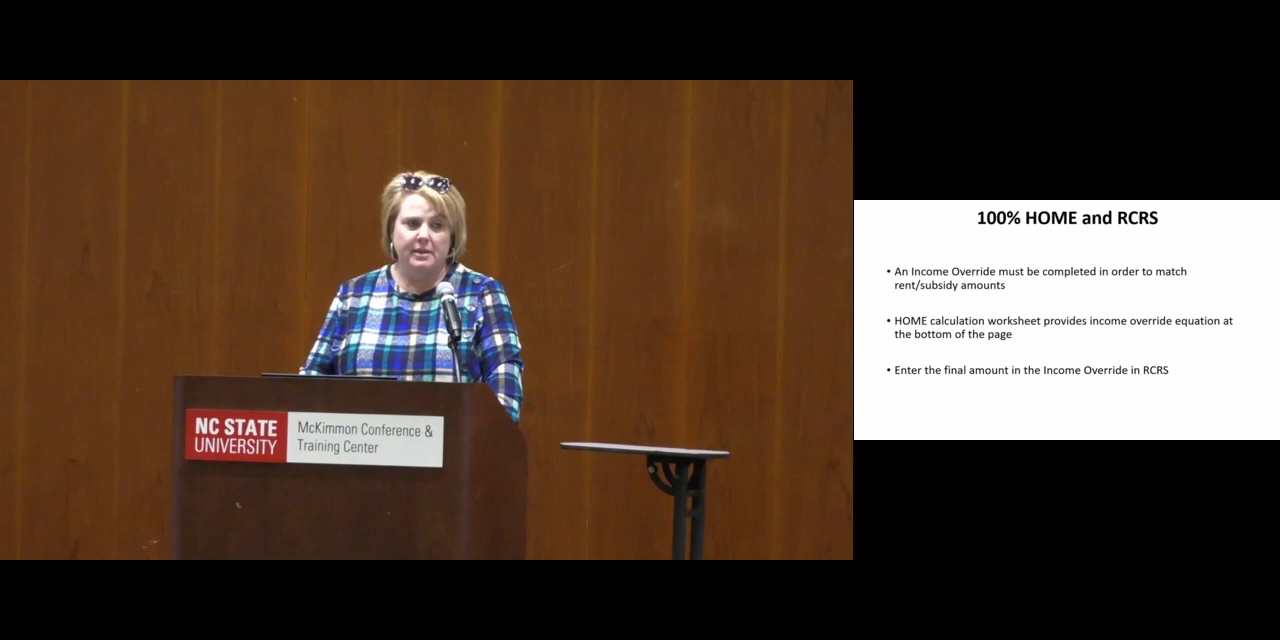 NC STATE
UNIVERSITY
McKimmon Conference &
Training Center
100% HOME and RCRS
• An Income Override must be completed in order to match
rent/subsidy amounts
• HOME calculation worksheet provides income override equation at
the bottom of the page
• Enter the final amount in the Income Override in RCRS